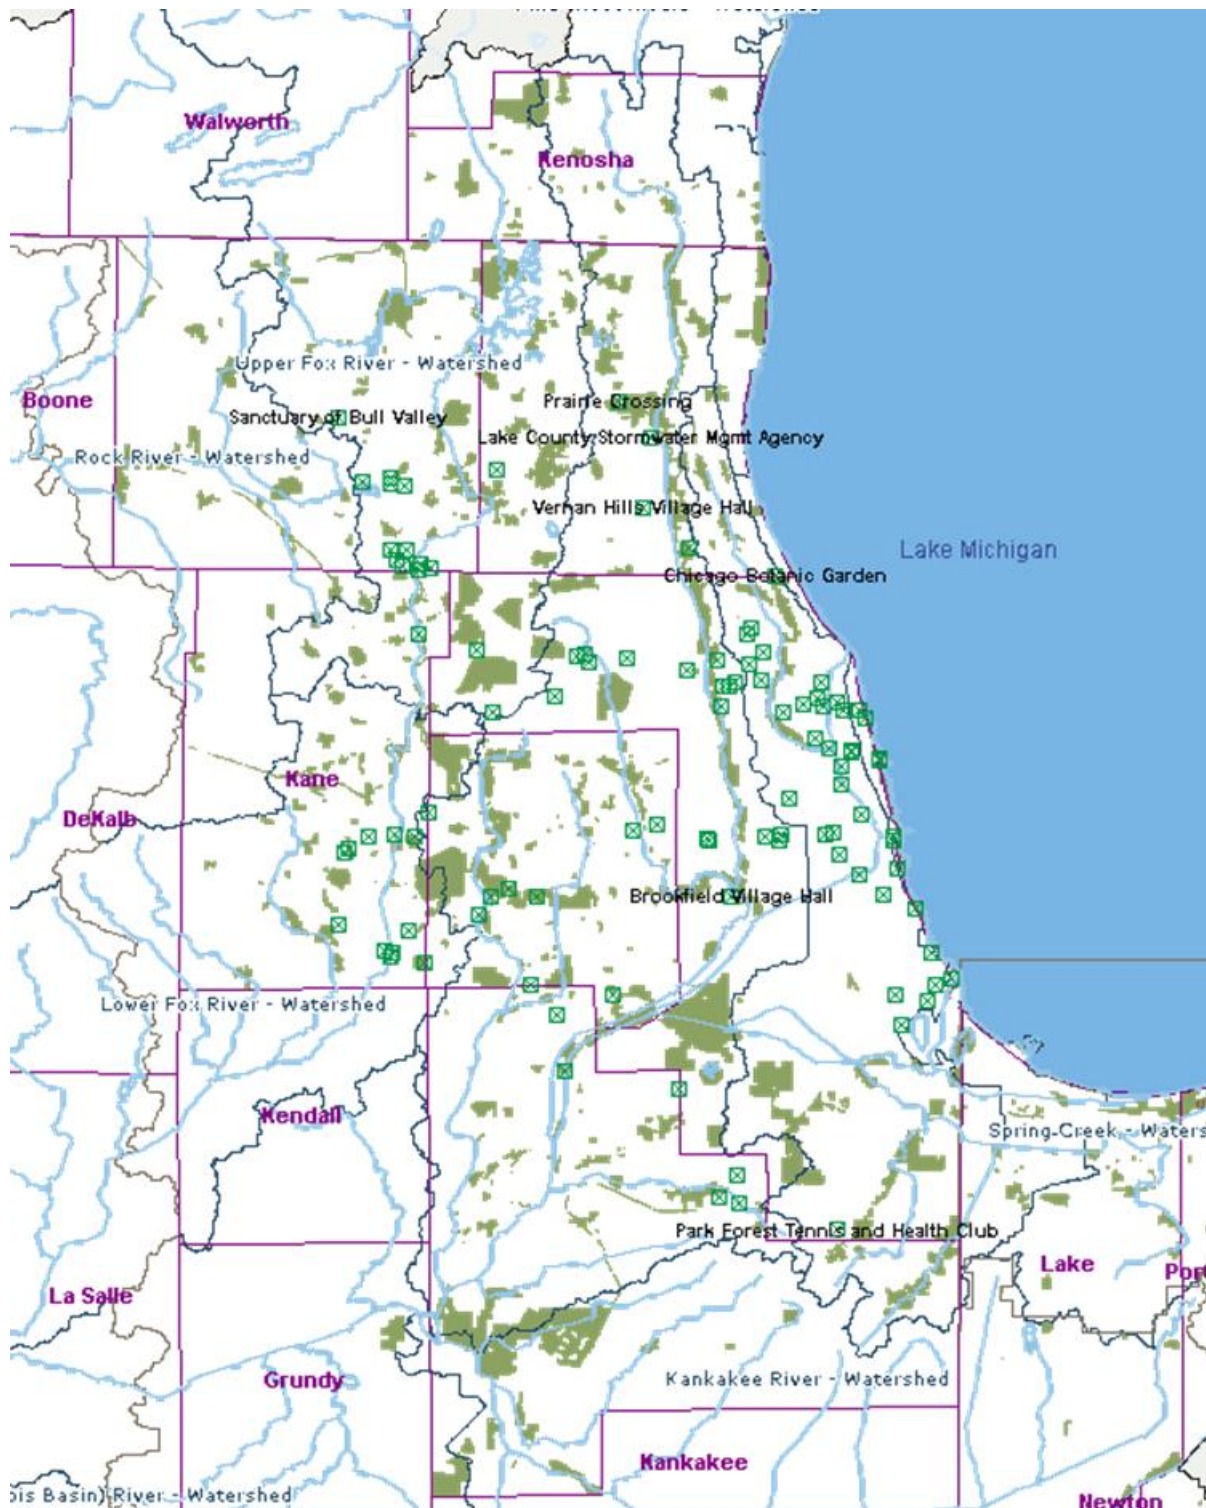 Walworth
Kenosha
Upper Fox River - Watershed
Boone
Prairie Crossing
Sanctuary of Bull Valley
Lake County Stormwater Mgmt Agency
Rock River - Watershed
Vernan Hills Village Hall
Lake Michigan
Chicago Botanic Garden
Kane
DeKalb
Brookfield Village Hall
Lower Fox River - Watershed
Kendall
Spring Creek - Waters
Park Forest Tennis and Health Club
Lake
Por
La Salle
Grundy
Kankakee River - Watershed
Kankakee
ois Basin) River - Watershed
Newton